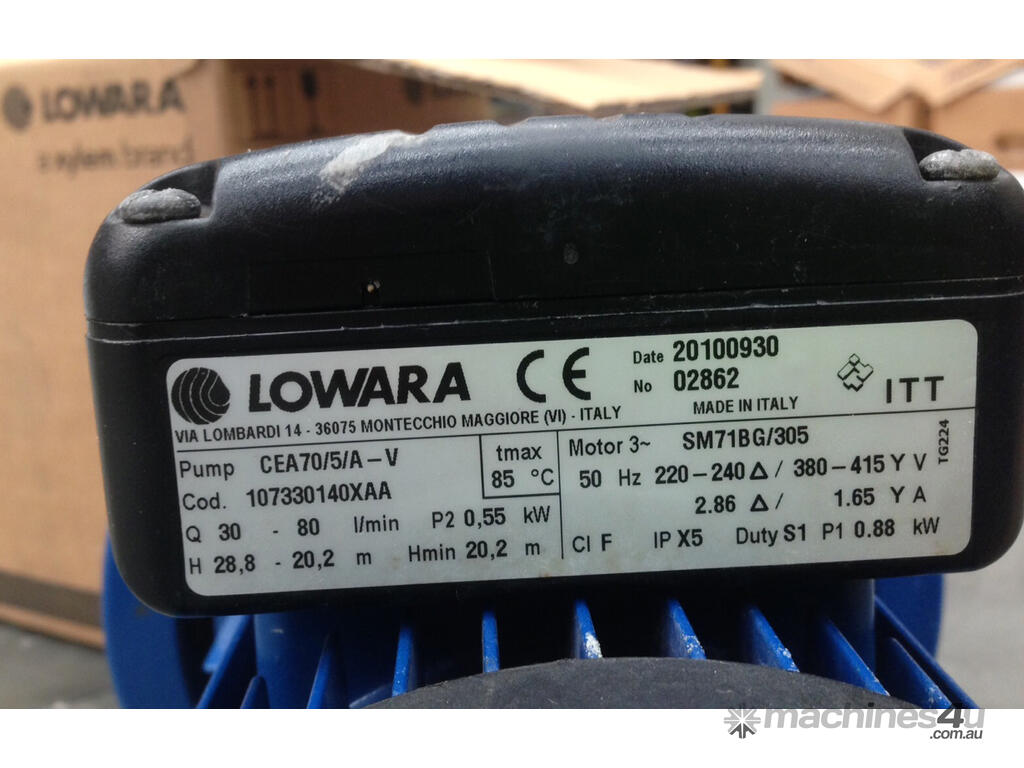 LOWARA
a xylem brand
LOWARA CE Date 20100930
No 02862
MADE IN ITALY
ITT
VIA LOMBARDI 14 - 36075 MONTECCHIO MAGGIORE (VI) - ITALY
Pump CEA70/5/A-V
Cod. 107330140XAA
tmax
85 °C
Q 30 - 80 l/min P2 0,55 kW
H 28,8 - 20,2 m Hmin 20,2 m
Motor 3~ SM71BG/305
50 Hz 220-240 Δ/ 380-415 Y V
2.86 Δ/ 1.65 Y A
Cl F IP X5 Duty S1 P1 0.88 kW
TG224
machines4u
.com.au